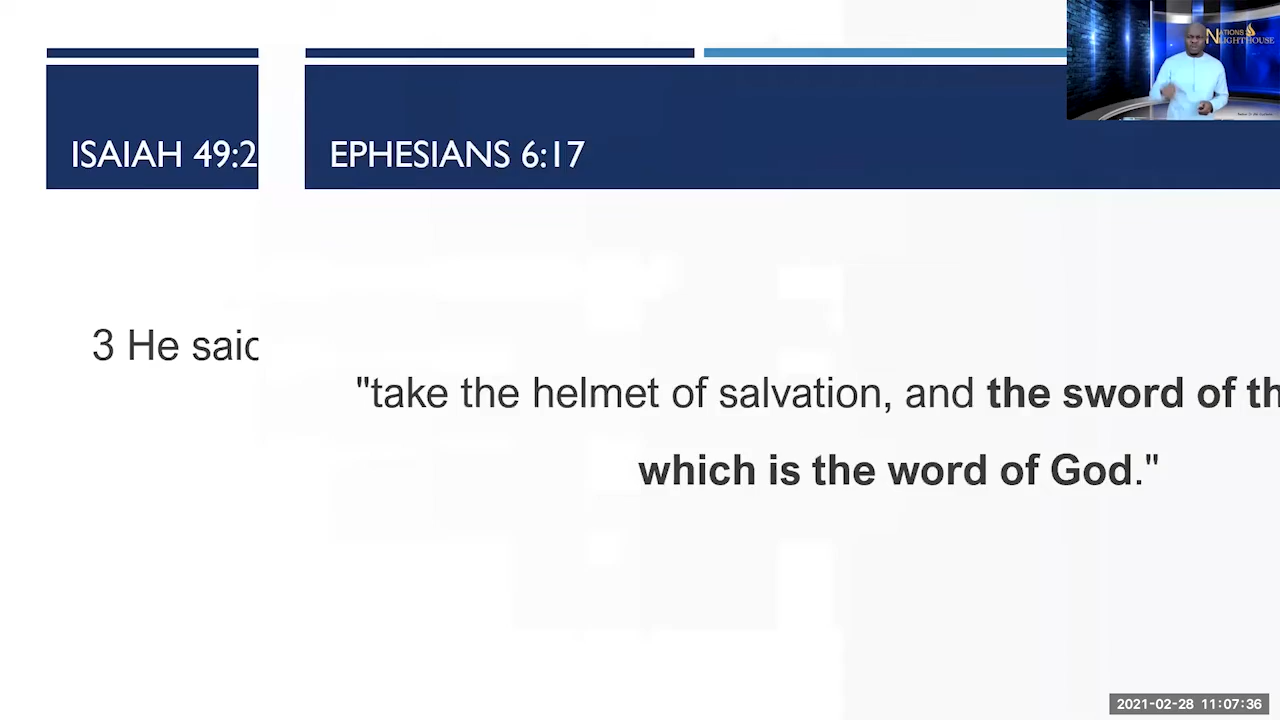 ISAIAH 49:2
EPHESIANS 6:17
NATIONS
LIGHTHOUSE
3 He said
"take the helmet of salvation, and the sword of th
which is the word of God."
2021-02-28 11:07:36